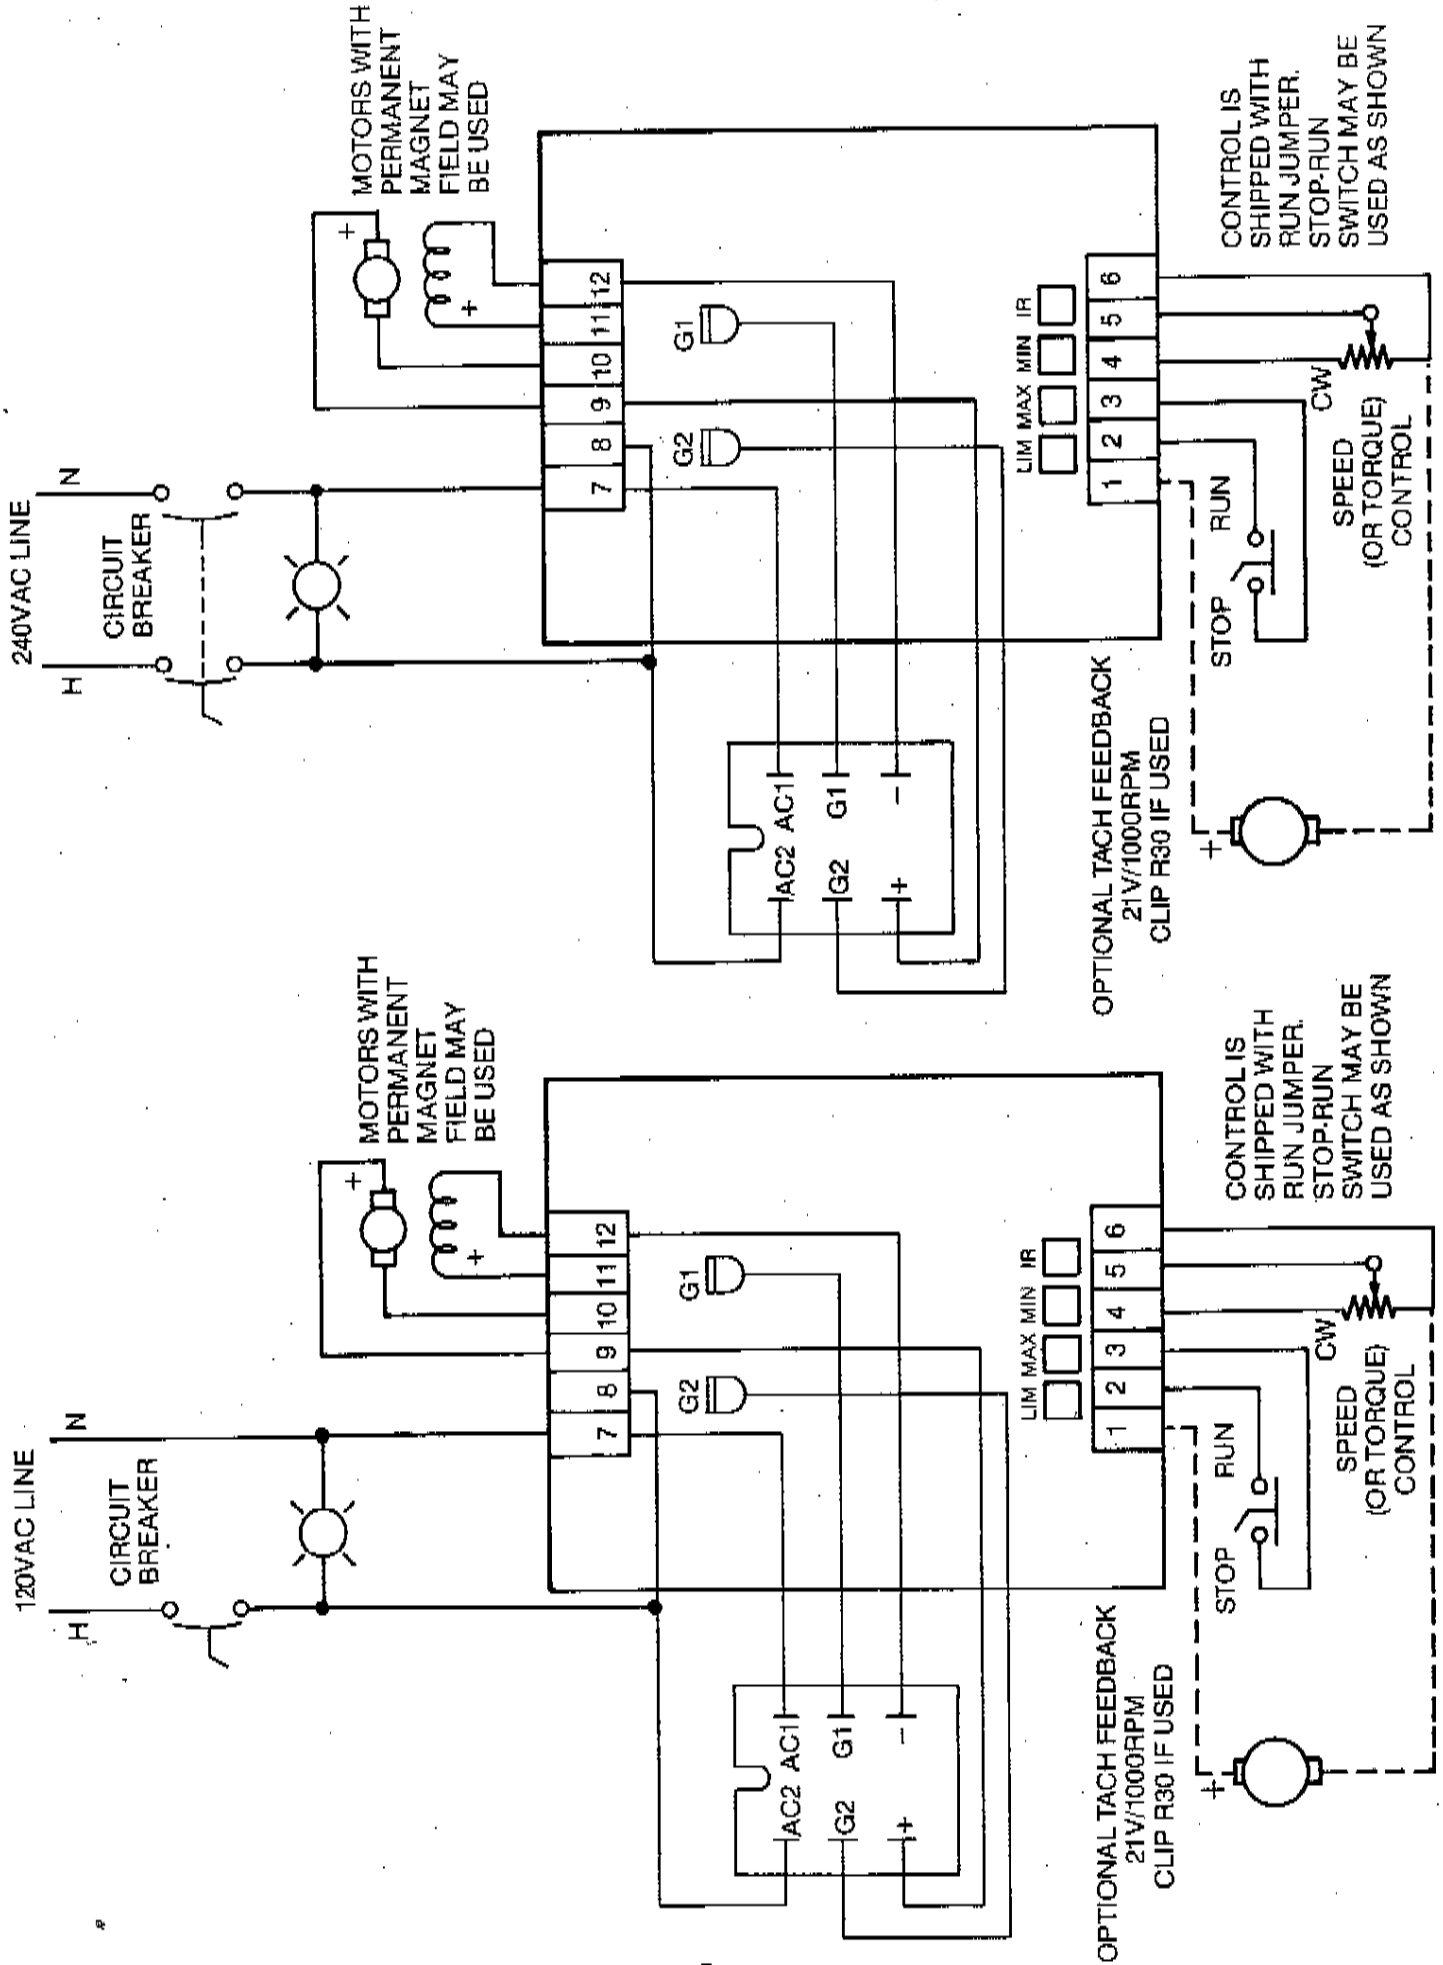 120VAC LINE
H
N
CIRCUIT
BREAKER
MOTORS WITH
PERMANENT
MAGNET
FIELD MAY
BE USED
+
+
7 8 9 10 11 12
G2 G1
AC2 AC1
G2 G1
+ -
LIM MAX MIN IR
1 2 3 4 5 6
OPTIONAL TACH FEEDBACK
21V/1000RPM
CLIP R30 IF USED
+
STOP RUN
CW
SPEED
(OR TORQUE)
CONTROL
CONTROL IS
SHIPPED WITH
RUN JUMPER.
STOP-RUN
SWITCH MAY BE
USED AS SHOWN
240VAC LINE
H
N
CIRCUIT
BREAKER
MOTORS WITH
PERMANENT
MAGNET
FIELD MAY
BE USED
+
+
7 8 9 10 11 12
G2 G1
AC2 AC1
G2 G1
+ -
LIM MAX MIN IR
1 2 3 4 5 6
OPTIONAL TACH FEEDBACK
21V/1000RPM
CLIP R30 IF USED
+
STOP RUN
CW
SPEED
(OR TORQUE)
CONTROL
CONTROL IS
SHIPPED WITH
RUN JUMPER.
STOP-RUN
SWITCH MAY BE
USED AS SHOWN